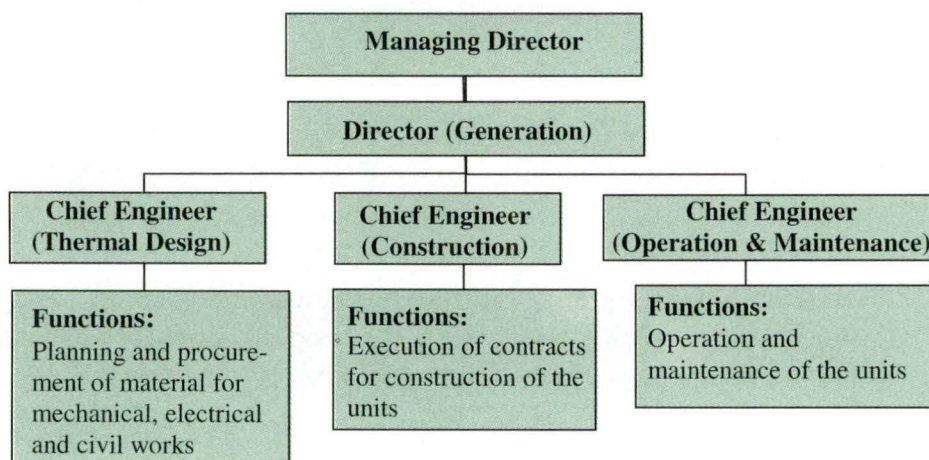 Managing Director
Director (Generation)
Chief Engineer
(Thermal Design)
Chief Engineer
(Construction)
Chief Engineer
(Operation & Maintenance)
Functions:
Planning and procure-
ment of material for
mechanical, electrical
and civil works
Functions:
Execution of contracts
for construction of the
units
Functions:
Operation and
maintenance of the units